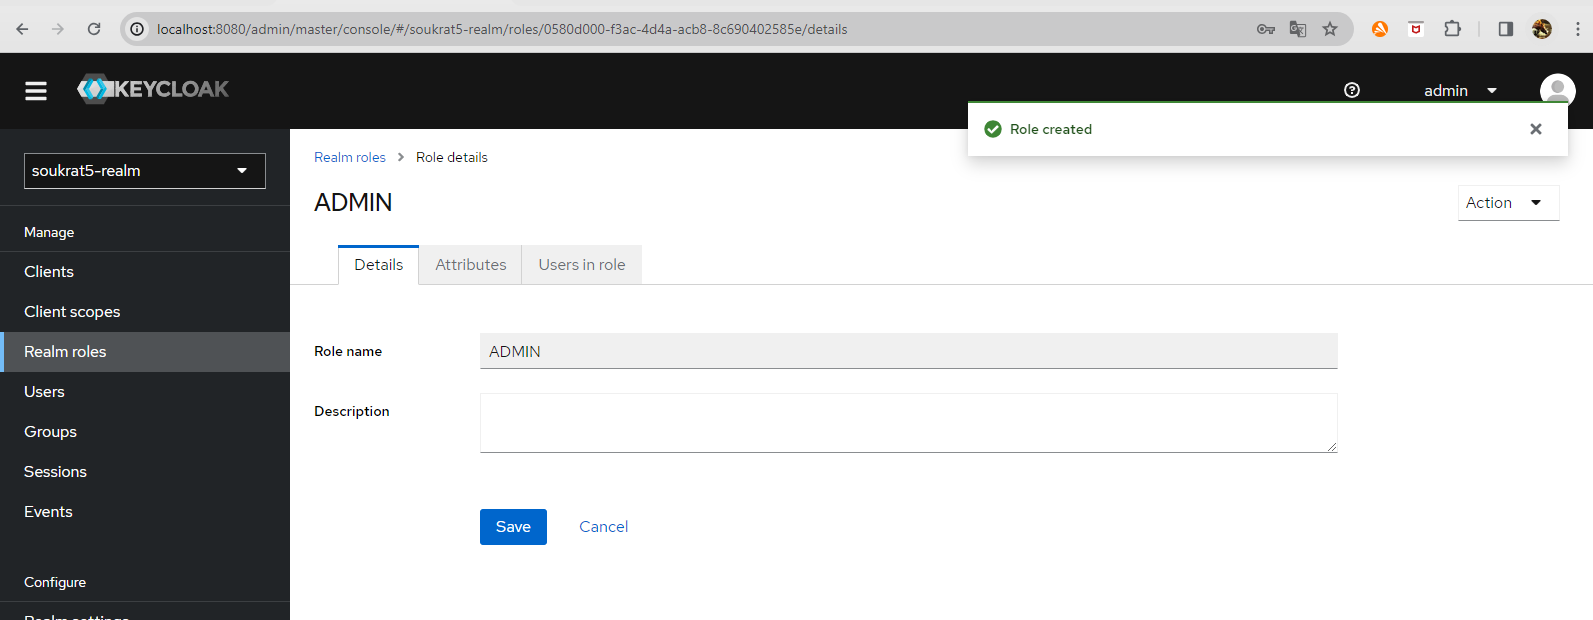 localhost:8080/admin/master/console/#/soukrat5-realm/roles/0580d000-f3ac-4d4a-acb8-8c690402585e/details
KEYCLOAK
admin
Role created
soukrat5-realm
Manage
Clients
Client scopes
Realm roles
Users
Groups
Sessions
Events
Configure
Realm settings
Realm roles > Role details
ADMIN
Action
Details Attributes Users in role
Role name ADMIN
Description
Save Cancel